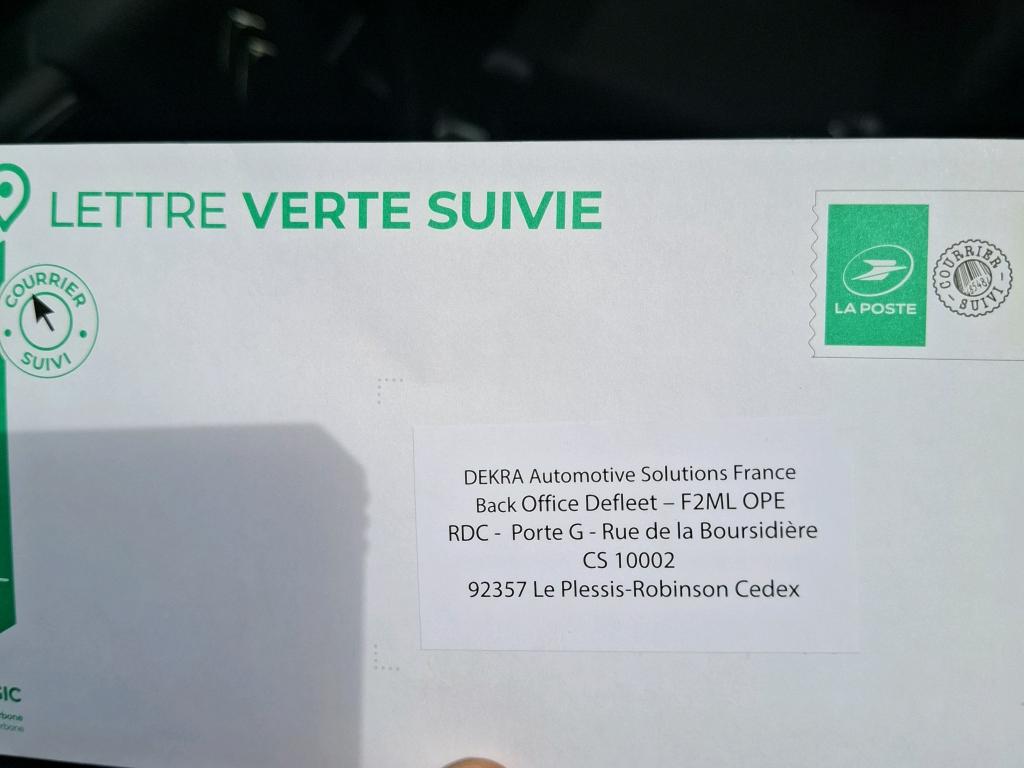 LETTRE VERTE SUIVIE
COURRIER
SUIVI
LA POSTE
COURRIER
SUIVI
DEKRA Automotive Solutions France
Back Office Defleet – F2ML OPE
RDC - Porte G - Rue de la Boursidière
CS 10002
92357 Le Plessis-Robinson Cedex